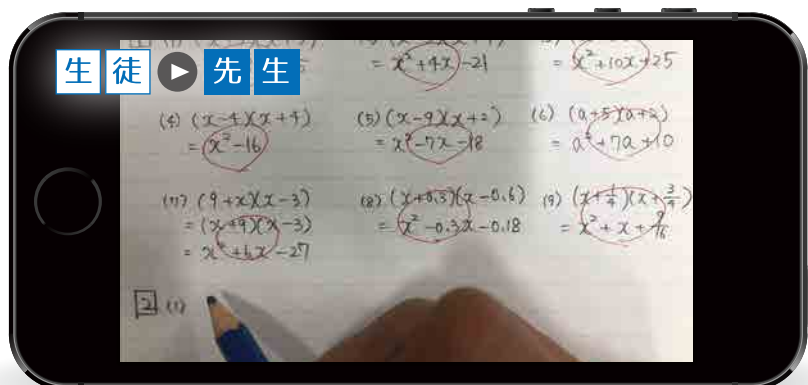 生徒▶先生
= x²+4x-21
= x²+10x+25
(4) (x-4)(x+4)
= x²-16
(5) (x-9)(x+2)
= x²-7x-18
(6) (a+5)(a+2)
= a²+7a+10
(7) (9+x)(x-3)
= (x+9)(x-3)
= x²+6x-27
(8) (x+0.3)(x-0.6)
= x²-0.3x-0.18
(9) (x+1/4)(x+3/4)
= x²+x+
2 (1)